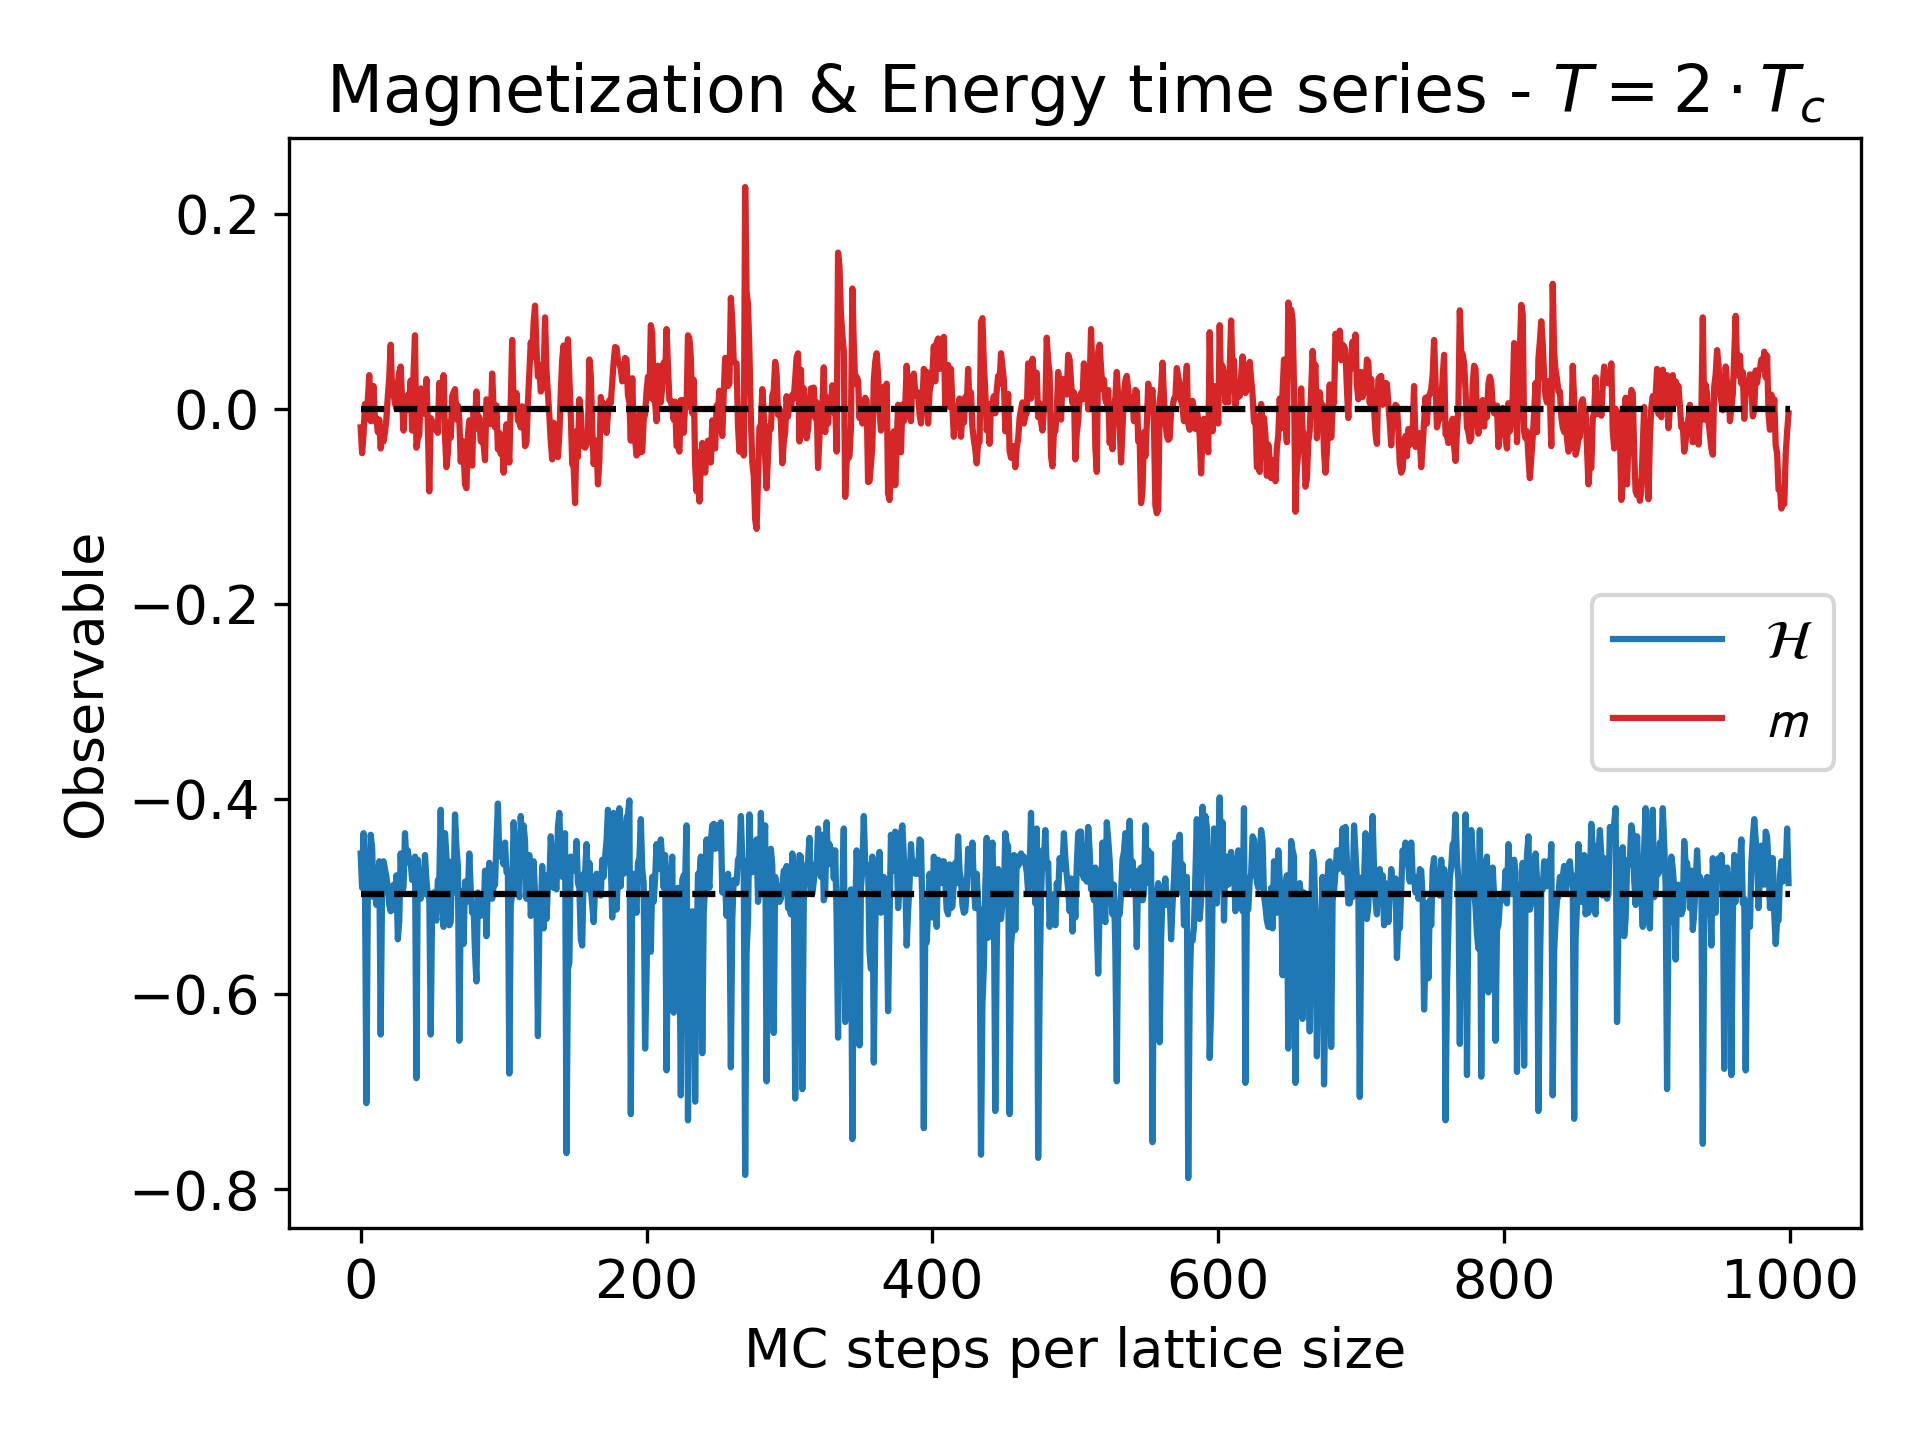 Magnetization & Energy time series - T = 2 · T_c
Observable
0.2
0.0
−0.2
−0.4
−0.6
−0.8
ℋ
m
0 200 400 600 800 1000
MC steps per lattice size